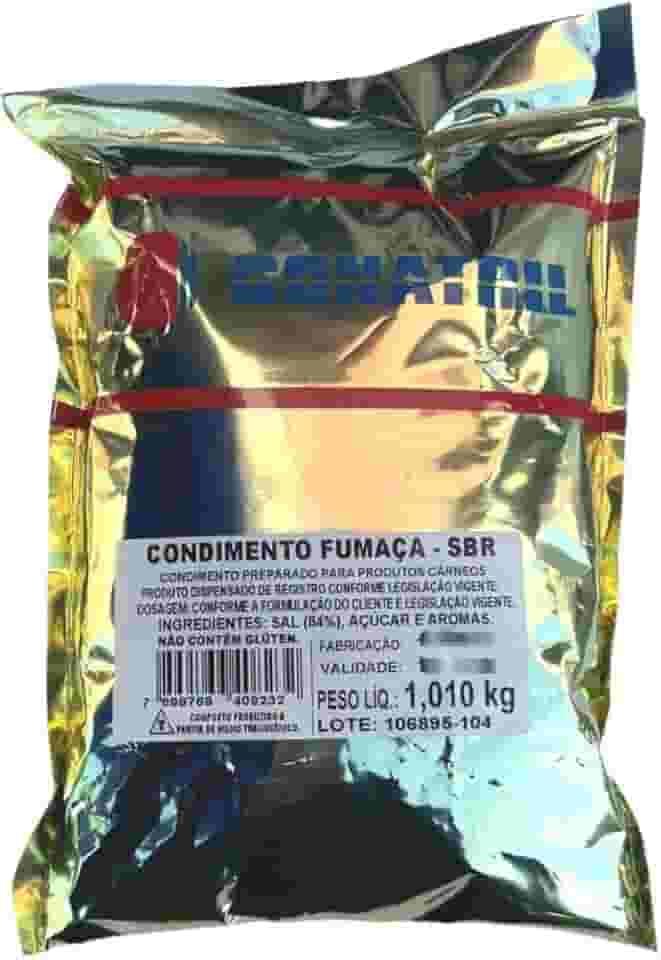 CONDIMENTO FUMAÇA - SBR
CONDIMENTO PREPARADO PARA PRODUTOS CÁRNEOS
PRODUTO DISPENSADO DE REGISTRO CONFORME LEGISLAÇÃO VIGENTE
DOSAGEM: CONFORME A FORMULAÇÃO DO CLIENTE E LEGISLAÇÃO VIGENTE.
INGREDIENTES: SAL (84%), AÇÚCAR E AROMAS.
NÃO CONTÉM GLÚTEN.
FABRICAÇÃO:
VALIDADE:
PESO LÍQ.: 1,010 kg
LOTE: 106895-104